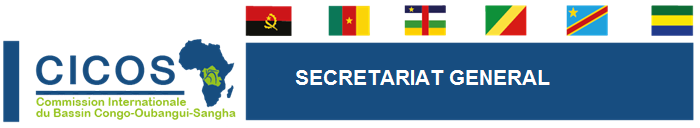 CICOS
Commission Internationale
du Bassin Congo-Oubangui-Sangha
SECRETARIAT GENERAL